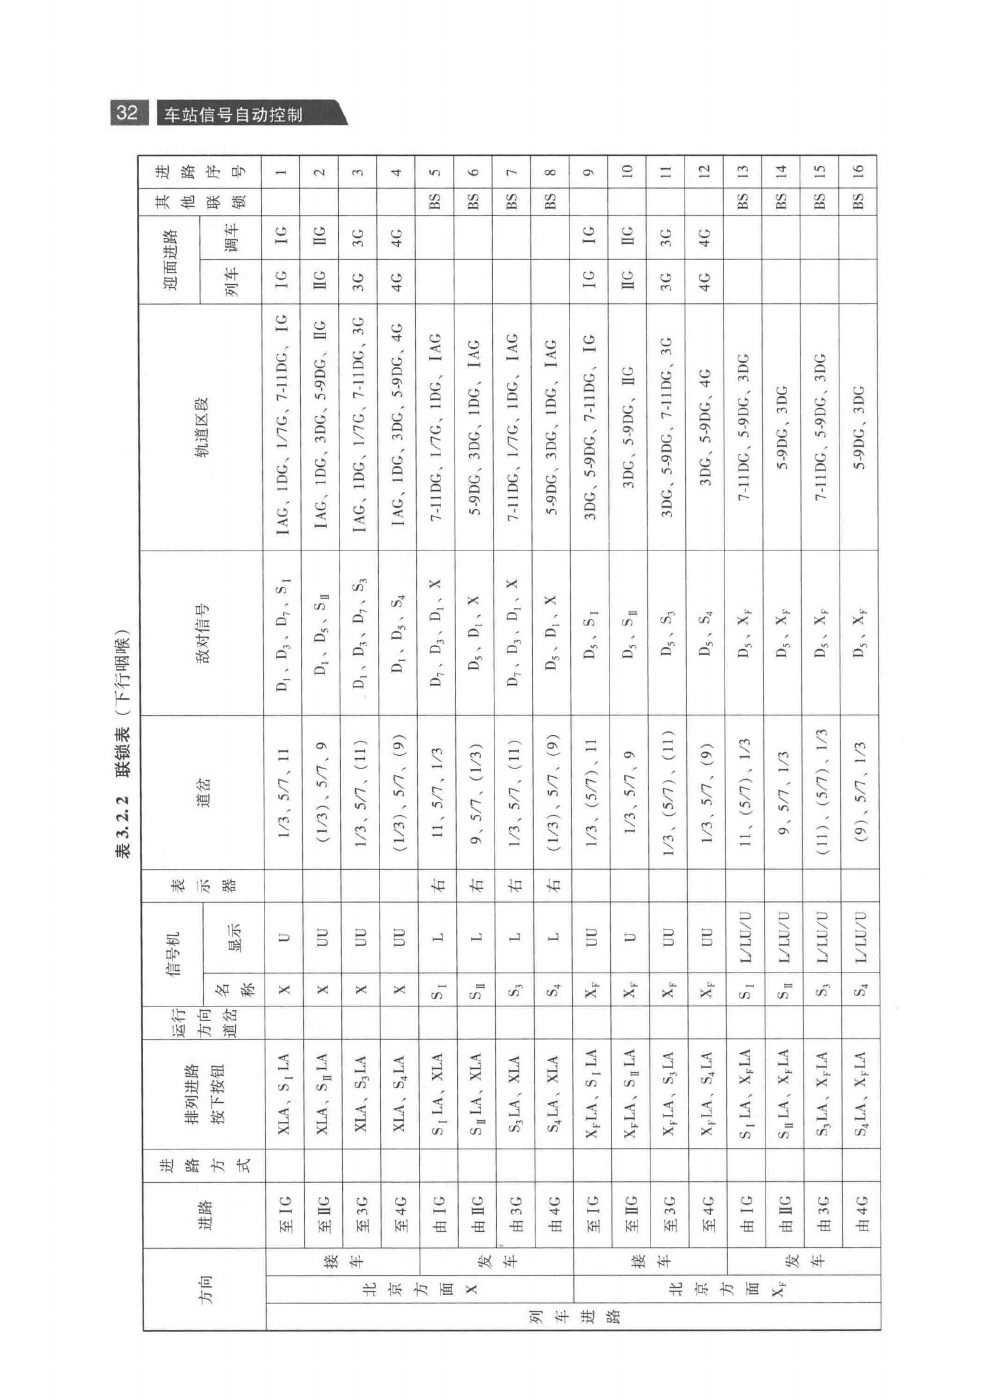 32 车站信号自动控制
表 3.2.2 联锁表（下行咽喉）
方向 进路 进路方式 排列进路按下按钮 运行方向道岔 信号机 名称 显示 表示器 道岔 敌对信号 轨道区段 迎面进路 列车 调车 其他联锁 进路序号
列车进路
北京方面 X
接车
至ⅠG XLA、SⅠLA X U 1/3、5/7、11 D₁、D₃、D₇、SⅠ ⅠAG、1DG、1/7G、7-11DG、ⅠG ⅠG ⅠG 1
至ⅡG XLA、SⅡLA X UU (1/3)、5/7、9 D₁、D₅、SⅡ ⅠAG、1DG、3DG、5-9DG、ⅡG ⅡG ⅡG 2
至3G XLA、S₃LA X UU 1/3、5/7、(11) D₁、D₃、D₇、S₃ ⅠAG、1DG、1/7G、7-11DG、3G 3G 3G 3
至4G XLA、S₄LA X UU (1/3)、5/7、(9) D₁、D₅、S₄ ⅠAG、1DG、3DG、5-9DG、4G 4G 4G 4
发车
由ⅠG SⅠLA、XLA SⅠ L 右 11、5/7、1/3 D₇、D₃、D₁、X 7-11DG、1/7G、1DG、ⅠAG BS 5
由ⅡG SⅡLA、XLA SⅡ L 右 9、5/7、(1/3) D₅、D₁、X 5-9DG、3DG、1DG、ⅠAG BS 6
由3G S₃LA、XLA S₃ L 右 1/3、5/7、(11) D₇、D₃、D₁、X 7-11DG、1/7G、1DG、ⅠAG BS 7
由4G S₄LA、XLA S₄ L 右 (1/3)、5/7、(9) D₅、D₁、X 5-9DG、3DG、1DG、ⅠAG BS 8
北京方面 X_F
接车
至ⅠG X_FLA、SⅠLA X_F UU 1/3、(5/7)、11 D₅、SⅠ 3DG、5-9DG、7-11DG、ⅠG ⅠG ⅠG 9
至ⅡG X_FLA、SⅡLA X_F U 1/3、5/7、9 D₅、SⅡ 3DG、5-9DG、ⅡG ⅡG ⅡG 10
至3G X_FLA、S₃LA X_F UU 1/3、(5/7)、(11) D₅、S₃ 3DG、5-9DG、7-11DG、3G 3G 3G 11
至4G X_FLA、S₄LA X_F UU 1/3、5/7、(9) D₅、S₄ 3DG、5-9DG、4G 4G 4G 12
发车
由ⅠG SⅠLA、X_FLA SⅠ L/LU/U 11、(5/7)、1/3 D₅、X_F 7-11DG、5-9DG、3DG BS 13
由ⅡG SⅡLA、X_FLA SⅡ L/LU/U 9、5/7、1/3 D₅、X_F 5-9DG、3DG BS 14
由3G S₃LA、X_FLA S₃ L/LU/U (11)、(5/7)、1/3 D₅、X_F 7-11DG、5-9DG、3DG BS 15
由4G S₄LA、X_FLA S₄ L/LU/U (9)、5/7、1/3 D₅、X_F 5-9DG、3DG BS 16